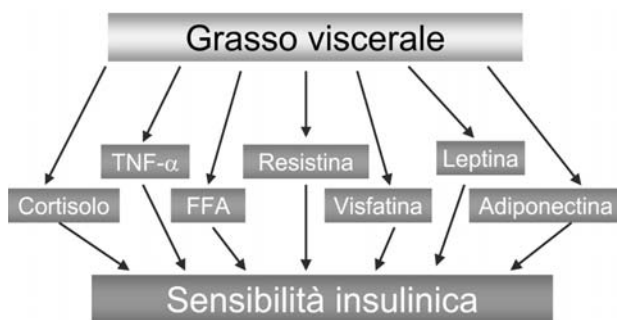 Grasso viscerale
TNF-α
Resistina
Leptina
Cortisolo
FFA
Visfatina
Adiponectina
Sensibilità insulinica